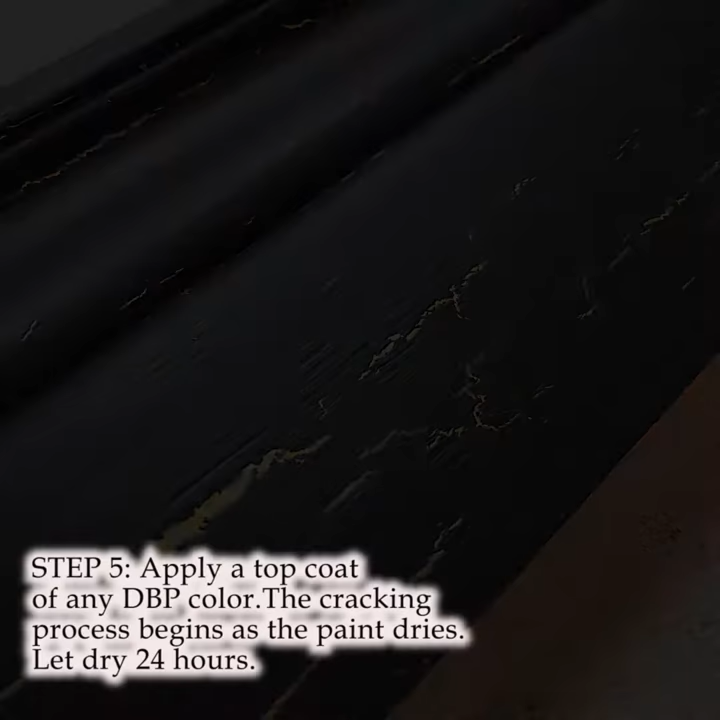 STEP 5: Apply a top coat
of any DBP color.The cracking
process begins as the paint dries.
Let dry 24 hours.